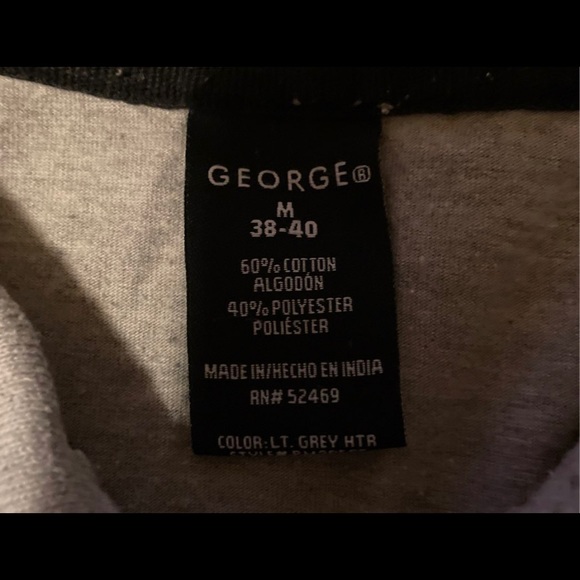 GEORGE®
M
38-40
60% COTTON
ALGODÓN
40% POLYESTER
POLIÉSTER
MADE IN/HECHO EN INDIA
RN# 52469
COLOR: LT. GREY HTR